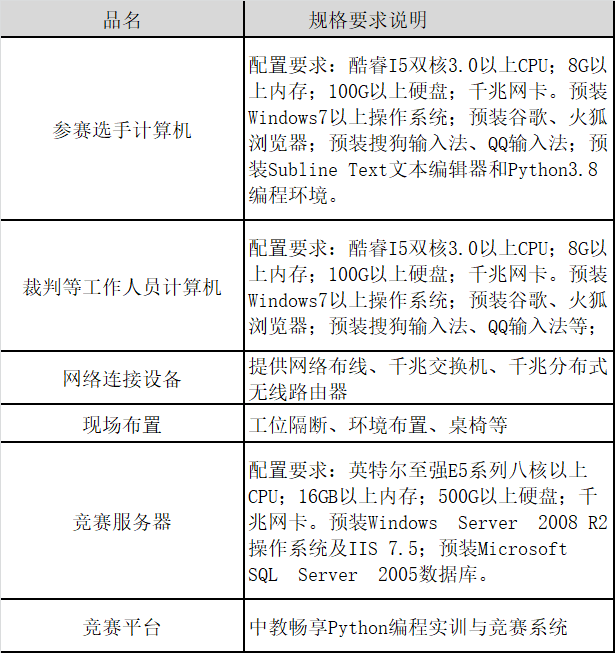 品名 规格要求说明
参赛选手计算机
配置要求：酷睿I5双核3.0以上CPU；8G以
上内存；100G以上硬盘；千兆网卡。预装
Windows7以上操作系统；预装谷歌、火狐
浏览器；预装搜狗输入法、QQ输入法；预
装Subline Text文本编辑器和Python3.8
编程环境。
裁判等工作人员计算机
配置要求：酷睿I5双核3.0以上CPU；8G以
上内存；100G以上硬盘；千兆网卡。预装
Windows7以上操作系统；预装谷歌、火狐
浏览器；预装搜狗输入法、QQ输入法等；
网络连接设备
提供网络布线、千兆交换机、千兆分布式
无线路由器
现场布置 工位隔断、环境布置、桌椅等
竞赛服务器
配置要求：英特尔至强E5系列八核以上
CPU；16GB以上内存；500G以上硬盘；千
兆网卡。预装Windows Server 2008 R2
操作系统及IIS 7.5；预装Microsoft
SQL Server 2005数据库。
竞赛平台 中教畅享Python编程实训与竞赛系统